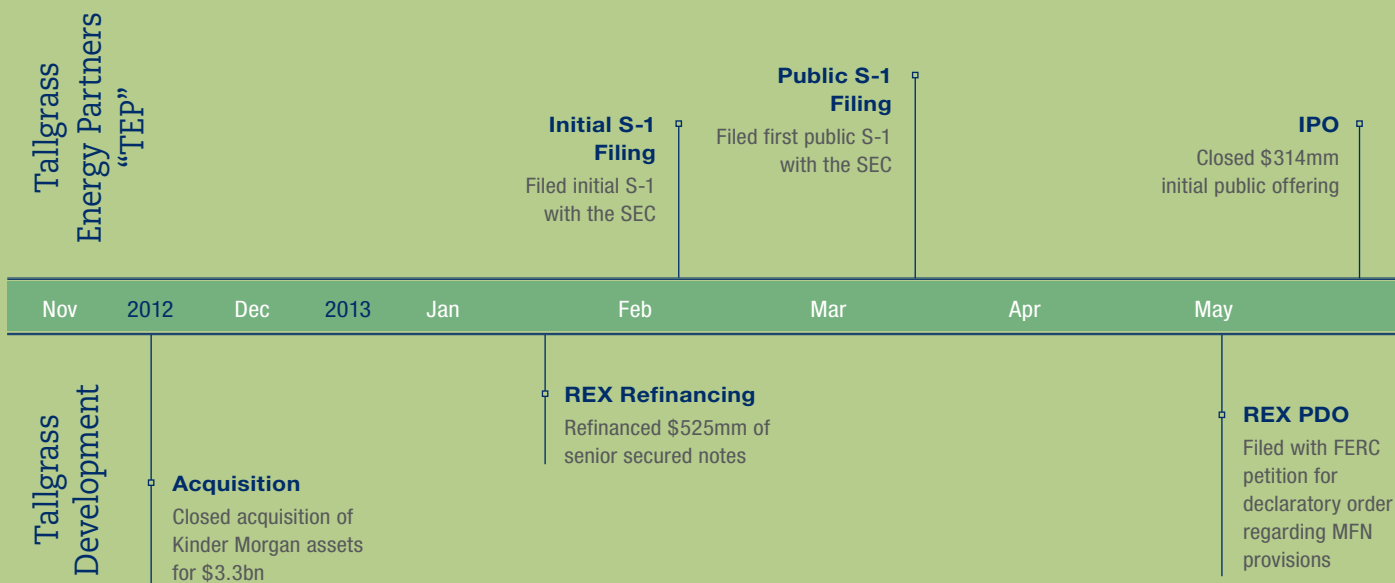 Tallgrass
Energy Partners
“TEP”
Initial S-1
Filing
Filed initial S-1
with the SEC
Public S-1
Filing
Filed first public S-1
with the SEC
IPO
Closed $314mm
initial public offering
Nov 2012 Dec 2013 Jan Feb Mar Apr May
Tallgrass
Development
Acquisition
Closed acquisition of
Kinder Morgan assets
for $3.3bn
REX Refinancing
Refinanced $525mm of
senior secured notes
REX PDO
Filed with FERC
petition for
declaratory order
regarding MFN
provisions